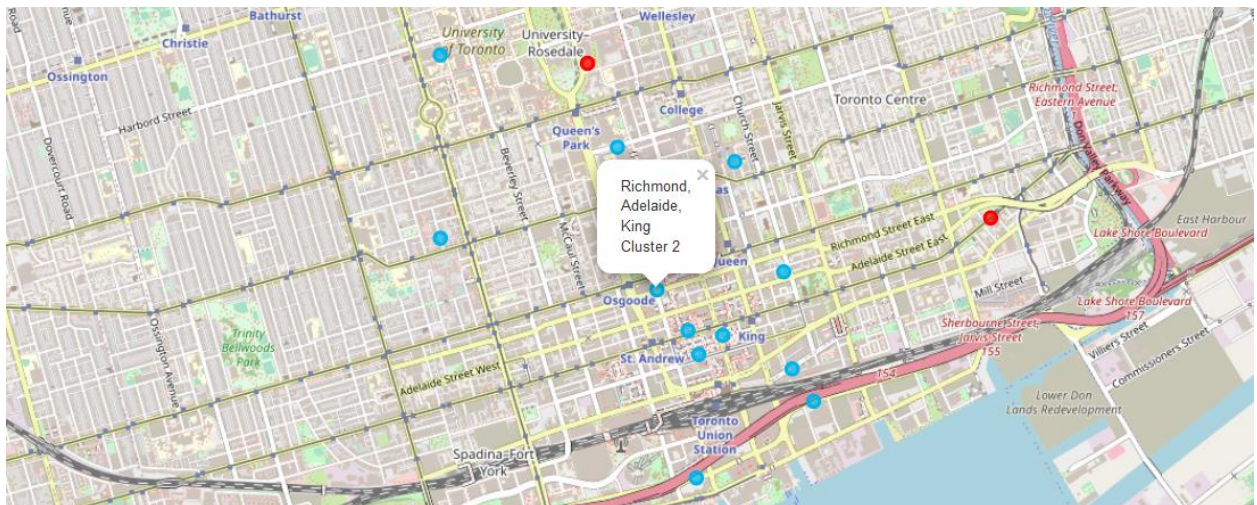 Bathurst
Wellesley
Road
Christie
University
of Toronto
University–
Rosedale
Ossington
Richmond Street;
Eastern Avenue
Toronto Centre
College
Harbord Street
Church Street
Jarvis Street
Queen's
Park
Don Valley Parkway
Dovercourt Road
Beverley Street
×
Richmond,
Adelaide,
King
Cluster 2
McCaul Street
East Harbour
Richmond Street East
Lake Shore Boulevard
Adelaide Street East
Mill Street
Osgoode
Lake Shore Boulevard
157
Ossington Avenue
Trinity
Bellwoods
Park
Sherbourne Street;
Jarvis Street
155
King
St. Andrew
Villiers Street
Commissioners Street
Adelaide Street West
154
Lower Don
Lands Redevelopment
Toronto
Union
Station
Spadina–Fort
York